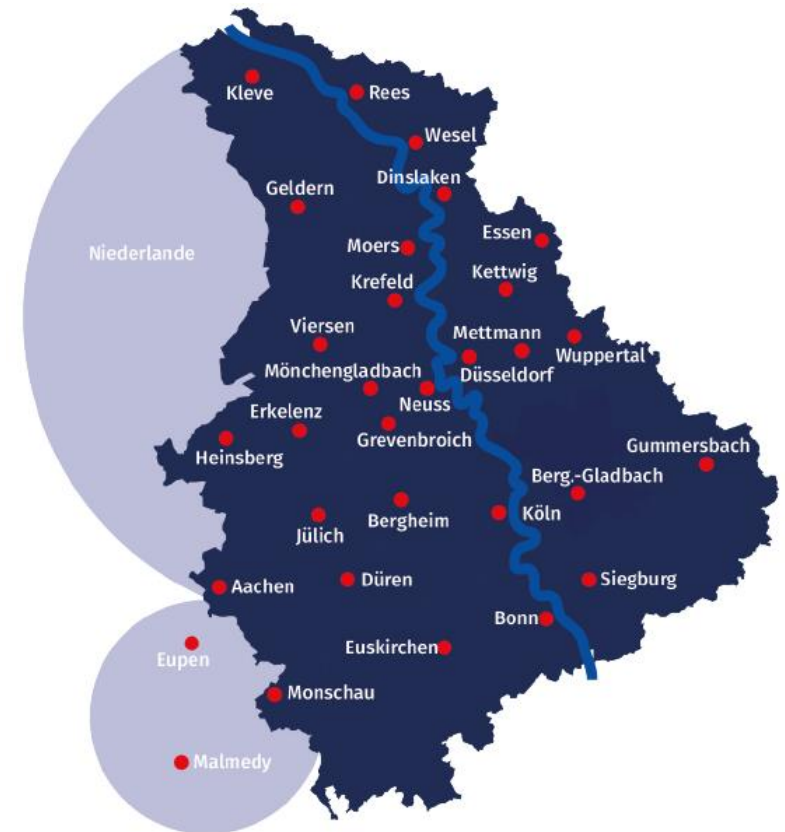 Kleve
Rees
Wesel
Dinslaken
Geldern
Essen
Moers
Niederlande
Kettwig
Krefeld
Viersen
Mettmann
Wuppertal
Mönchengladbach
Düsseldorf
Neuss
Erkelenz
Grevenbroich
Gummersbach
Heinsberg
Berg.-Gladbach
Bergheim
Köln
Jülich
Aachen
Düren
Siegburg
Bonn
Euskirchen
Eupen
Monschau
Malmedy